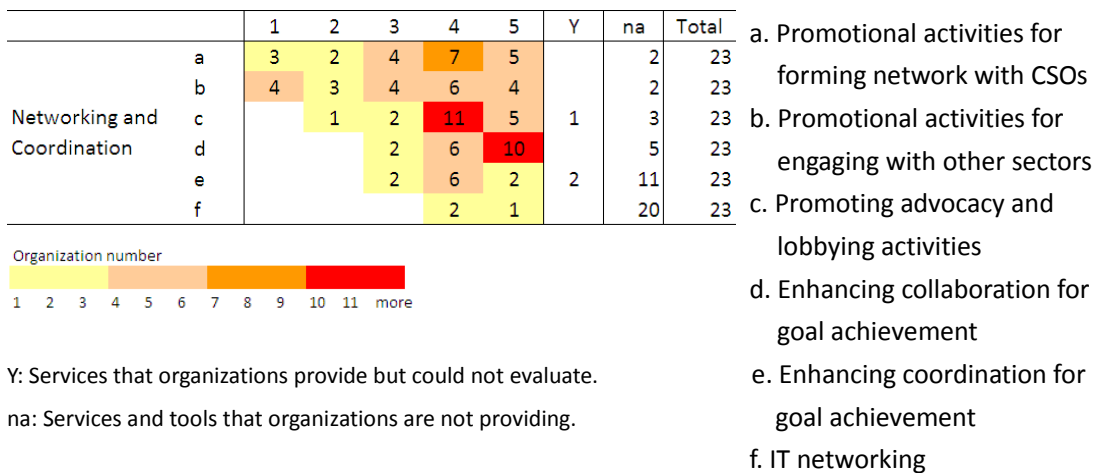 1 2 3 4 5 Y na Total
a 3 2 4 7 5 2 23
b 4 3 4 6 4 2 23
Networking and c 1 2 11 5 1 3 23
Coordination d 2 6 10 5 23
e 2 6 2 2 11 23
f 2 1 20 23
Organization number
1 2 3 4 5 6 7 8 9 10 11 more
Y: Services that organizations provide but could not evaluate.
na: Services and tools that organizations are not providing.
a. Promotional activities for
forming network with CSOs
b. Promotional activities for
engaging with other sectors
c. Promoting advocacy and
lobbying activities
d. Enhancing collaboration for
goal achievement
e. Enhancing coordination for
goal achievement
f. IT networking